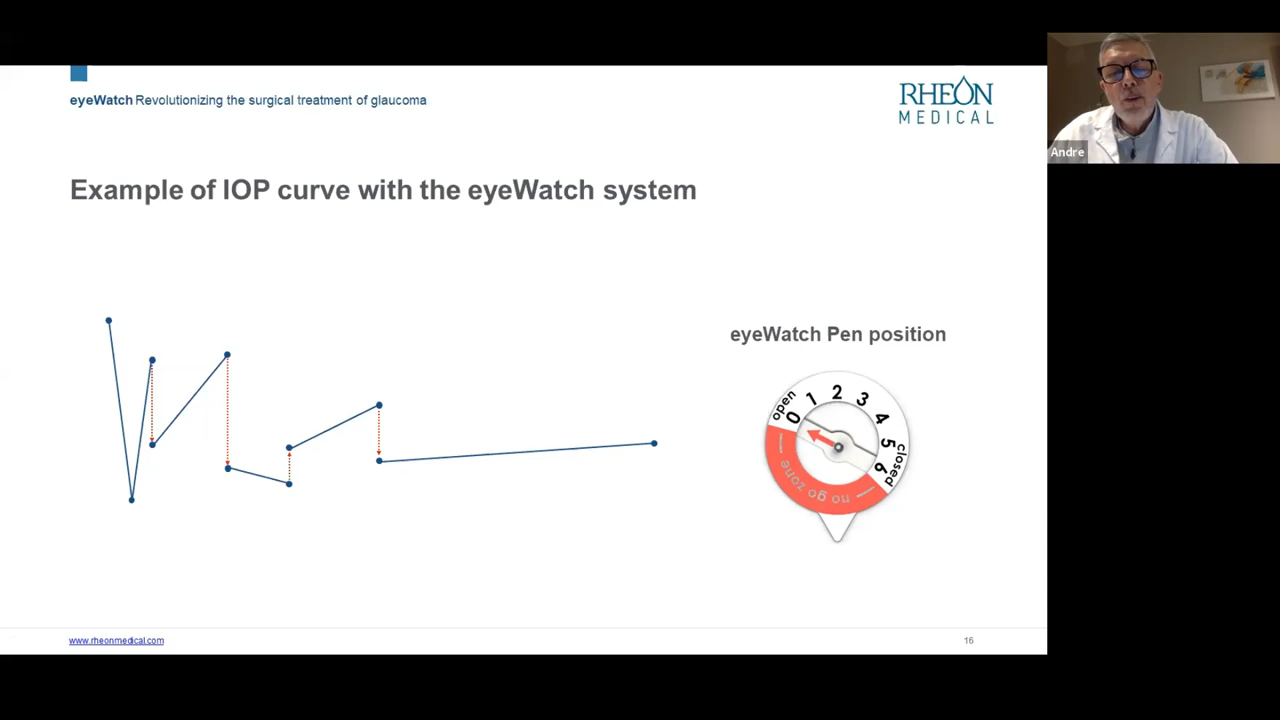 eyeWatch Revolutionizing the surgical treatment of glaucoma
RHEON
MEDICAL
Andre
Example of IOP curve with the eyeWatch system
eyeWatch Pen position
open
0 1 2 3 4 5 6
closed
no go zone
www.rheonmedical.com
16